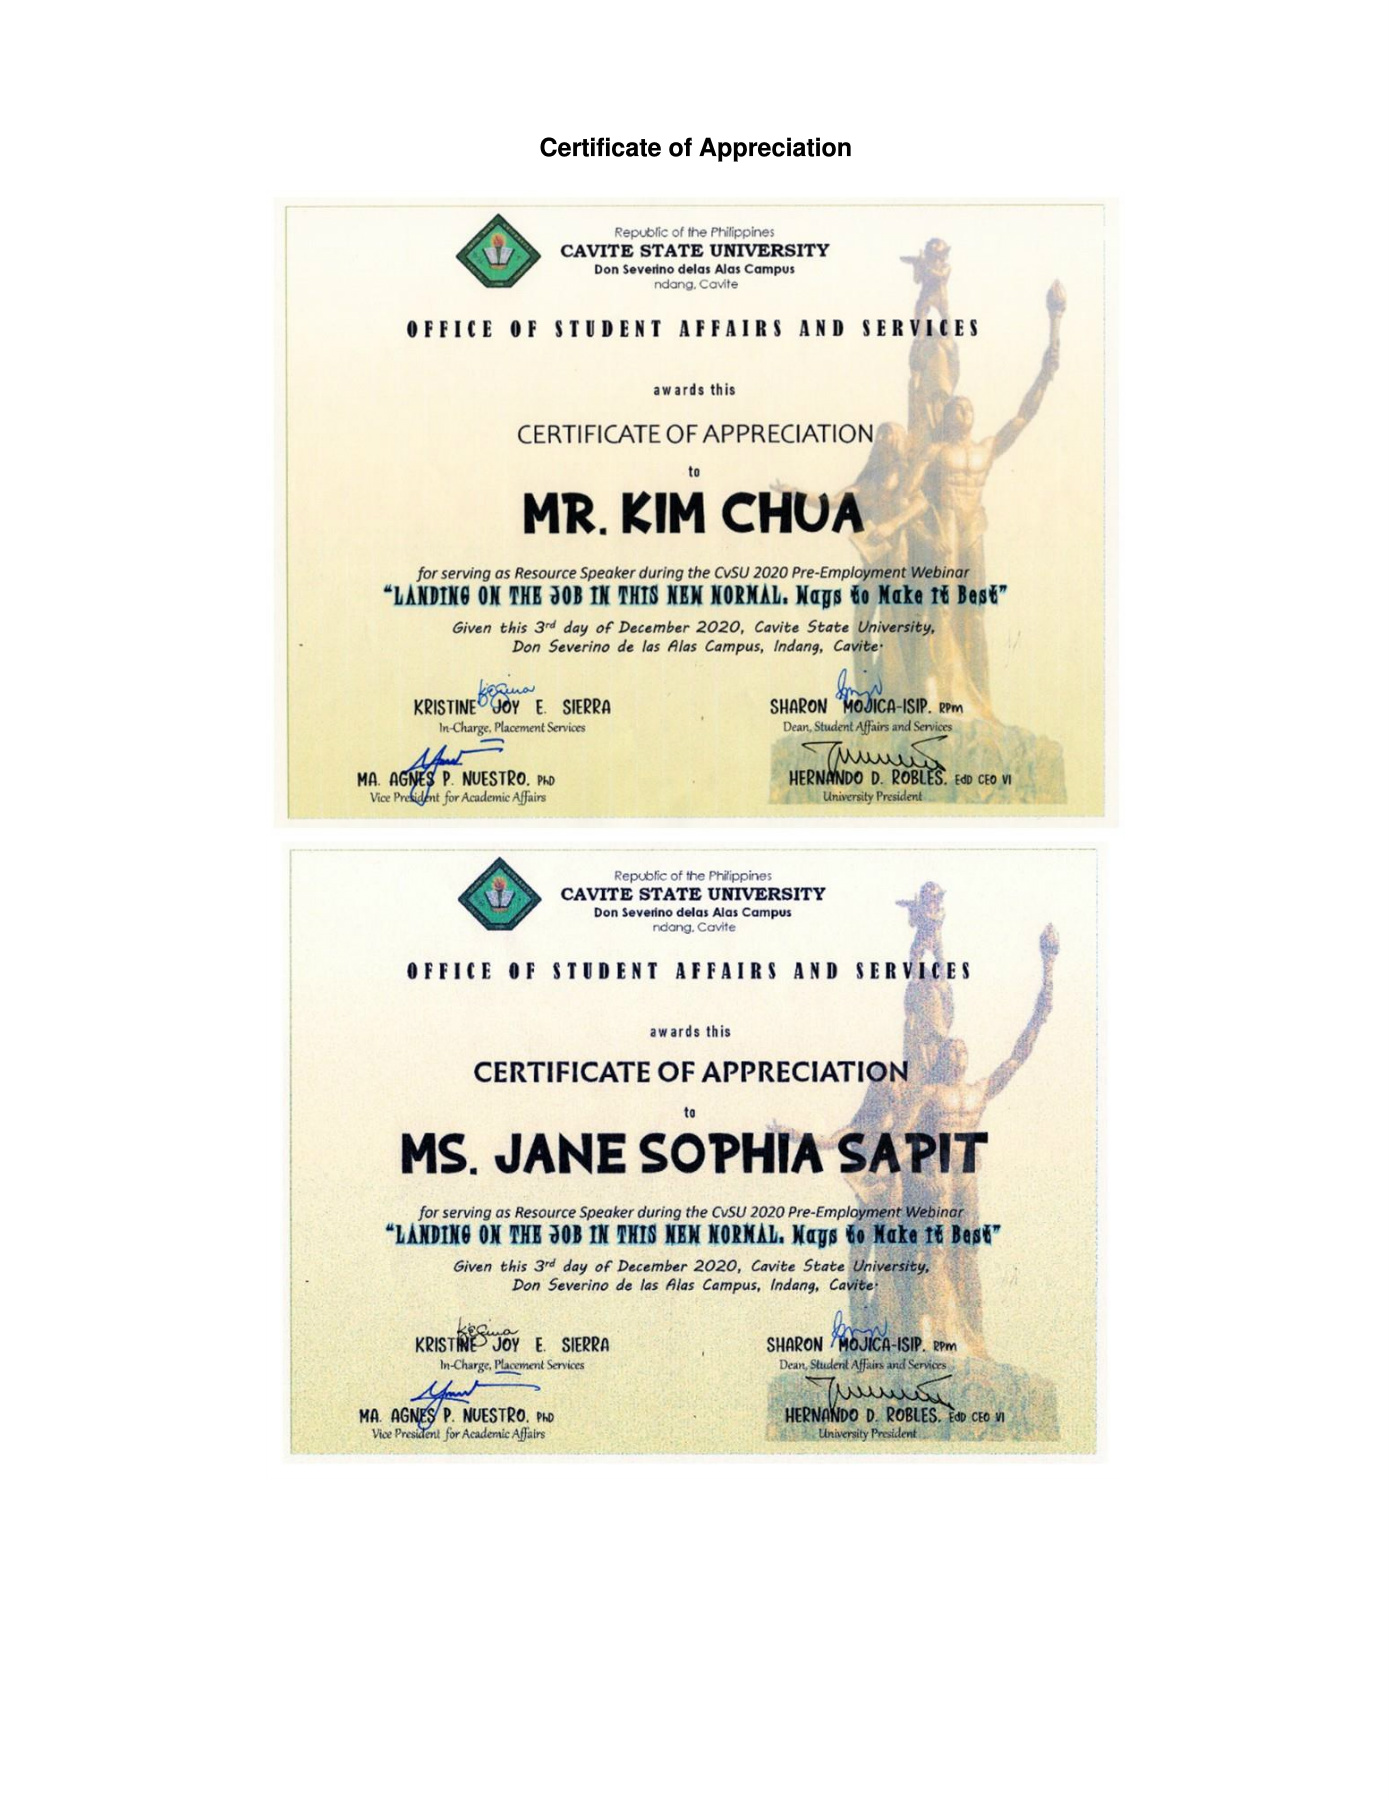 Certificate of Appreciation
Republic of the Philippines
CAVITE STATE UNIVERSITY
Don Severino delas Alas Campus
ndang, Cavite
OFFICE OF STUDENT AFFAIRS AND SERVICES
awards this
CERTIFICATE OF APPRECIATION
to
MR. KIM CHUA
for serving as Resource Speaker during the CvSU 2020 Pre-Employment Webinar
“LANDING ON THE JOB IN THIS NEW NORMAL. Ways to Make It Best”
Given this 3rd day of December 2020, Cavite State University,
Don Severino de las Alas Campus, Indang, Cavite.
KRISTINE JOY E. SIERRA
In-Charge, Placement Services
SHARON MOJICA-ISIP, RPm
Dean, Student Affairs and Services
MA. AGNES P. NUESTRO, PhD
Vice President for Academic Affairs
HERNANDO D. ROBLES, EdD CEO VI
University President
Republic of the Philippines
CAVITE STATE UNIVERSITY
Don Severino delas Alas Campus
ndang, Cavite
OFFICE OF STUDENT AFFAIRS AND SERVICES
awards this
CERTIFICATE OF APPRECIATION
to
MS. JANE SOPHIA SAPIT
for serving as Resource Speaker during the CvSU 2020 Pre-Employment Webinar
“LANDING ON THE JOB IN THIS NEW NORMAL. Ways to Make It Best”
Given this 3rd day of December 2020, Cavite State University,
Don Severino de las Alas Campus, Indang, Cavite.
KRISTINE JOY E. SIERRA
In-Charge, Placement Services
SHARON MOJICA-ISIP, RPm
Dean, Student Affairs and Services
MA. AGNES P. NUESTRO, PhD
Vice President for Academic Affairs
HERNANDO D. ROBLES, EdD CEO VI
University President